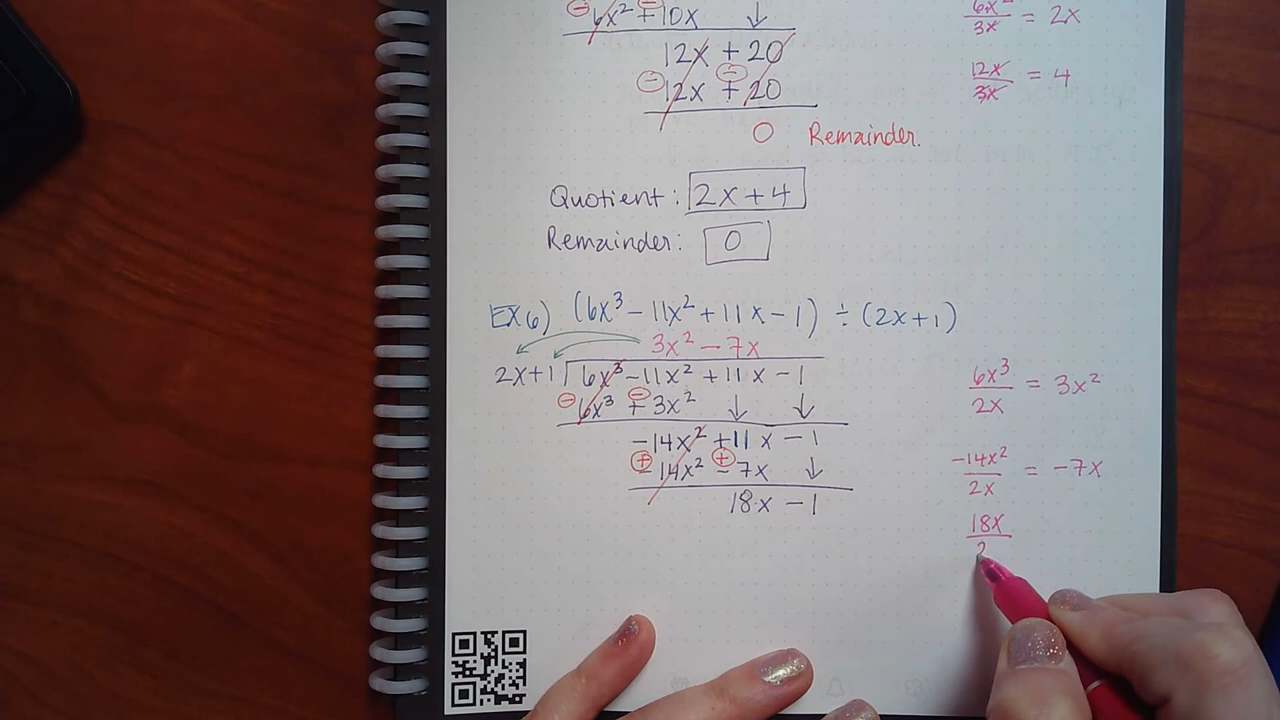 6x² + 10x ↓
6x² / 3x = 2x
12x + 20
12x + 20
12x / 3x = 4
0 Remainder.
Quotient: 2x + 4
Remainder: 0
EX 6) (6x³ - 11x² + 11x - 1) ÷ (2x + 1)
3x² - 7x
2x + 1 6x³ - 11x² + 11x - 1
6x³ + 3x² ↓ ↓
6x³ / 2x = 3x²
-14x² + 11x - 1
- 14x² - 7x ↓
-14x² / 2x = -7x
18x - 1
18x / 2